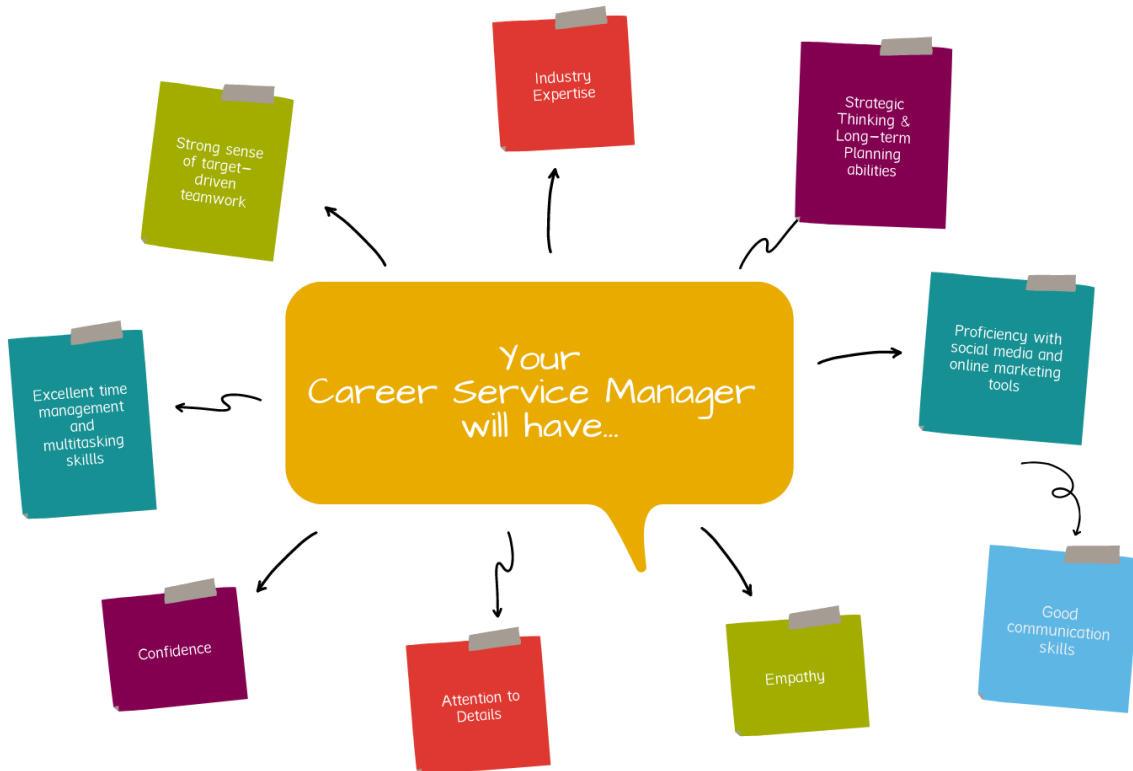 Your
Career Service Manager
will have...
Industry
Expertise
Strategic
Thinking &
Long-term
Planning
abilities
Proficiency with
social media and
online marketing
tools
Good
communication
skills
Empathy
Attention to
Details
Confidence
Excellent time
management
and
multitasking
skillls
Strong sense
of target-
driven
teamwork